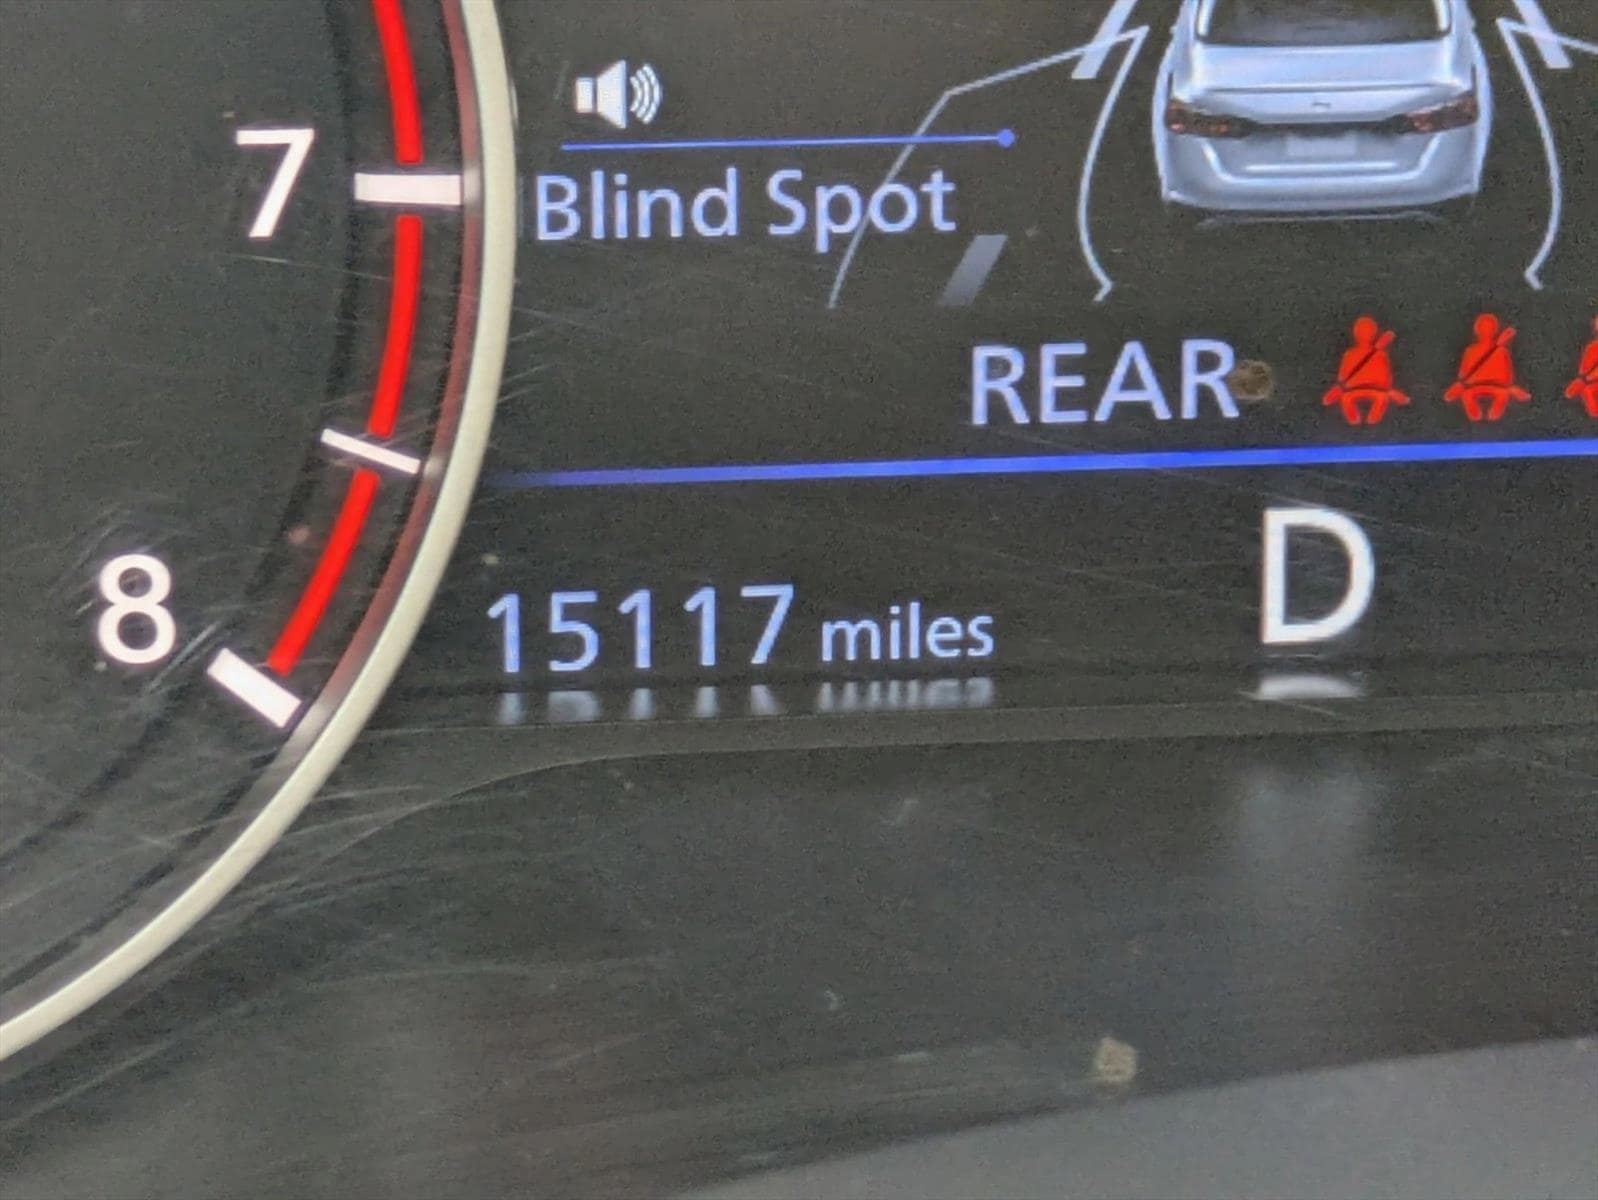 7
Blind Spot
REAR
D
8
15117 miles